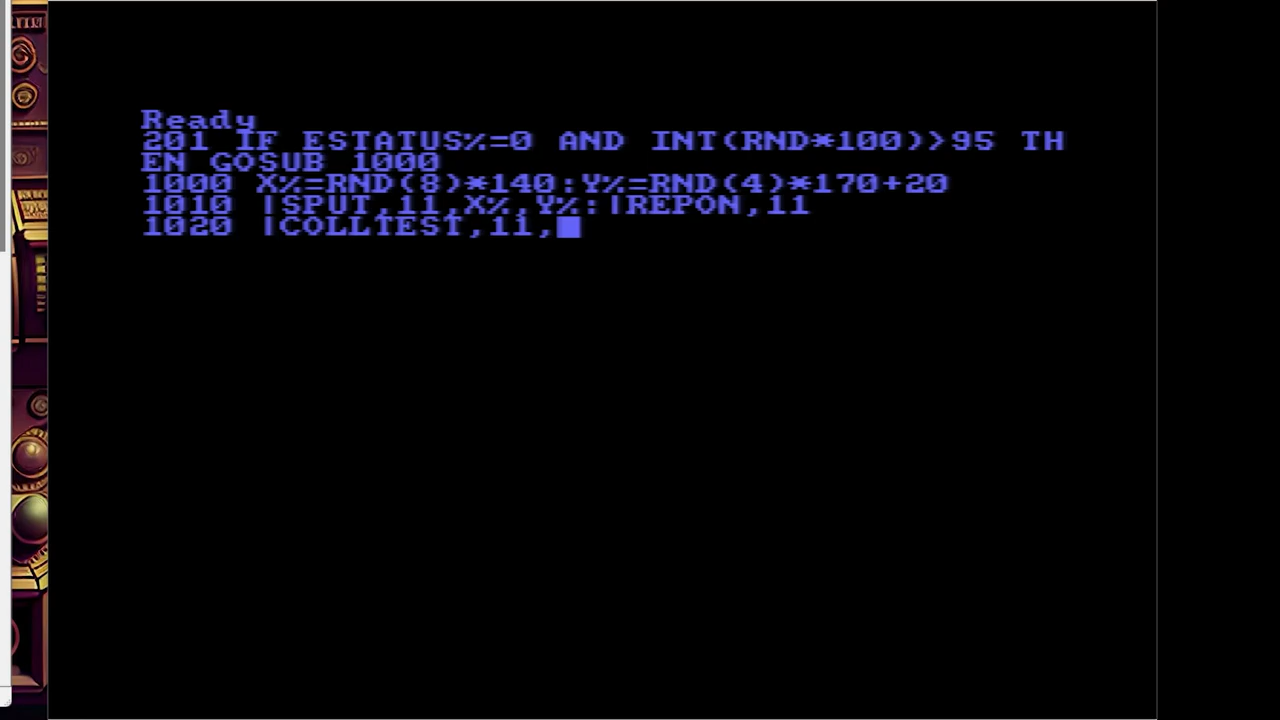 Ready
201 IF ESTATUS%=0 AND INT(RND*100)>95 TH
EN GOSUB 1000
1000 X%=RND(8)*140:Y%=RND(4)*170+20
1010 |SPUT,11,X%,Y%:|REPON,11
1020 |COLLTEST,11,